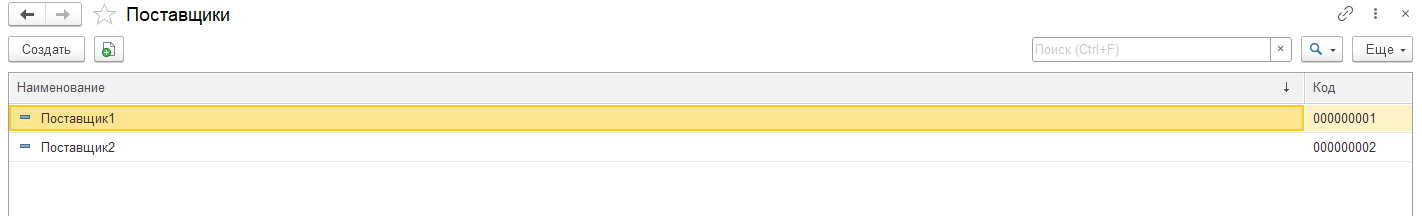 Поставщики
Создать
Поиск (Ctrl+F)
×
Еще
Наименование ↓ Код
Поставщик1 000000001
Поставщик2 000000002